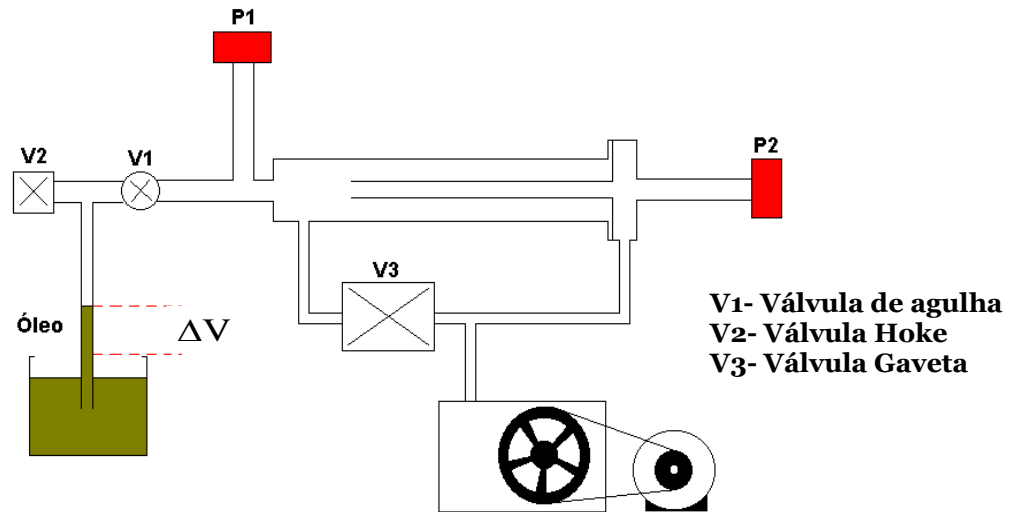 P1
V2
V1
P2
V3
Óleo
ΔV
V1- Válvula de agulha
V2- Válvula Hoke
V3- Válvula Gaveta